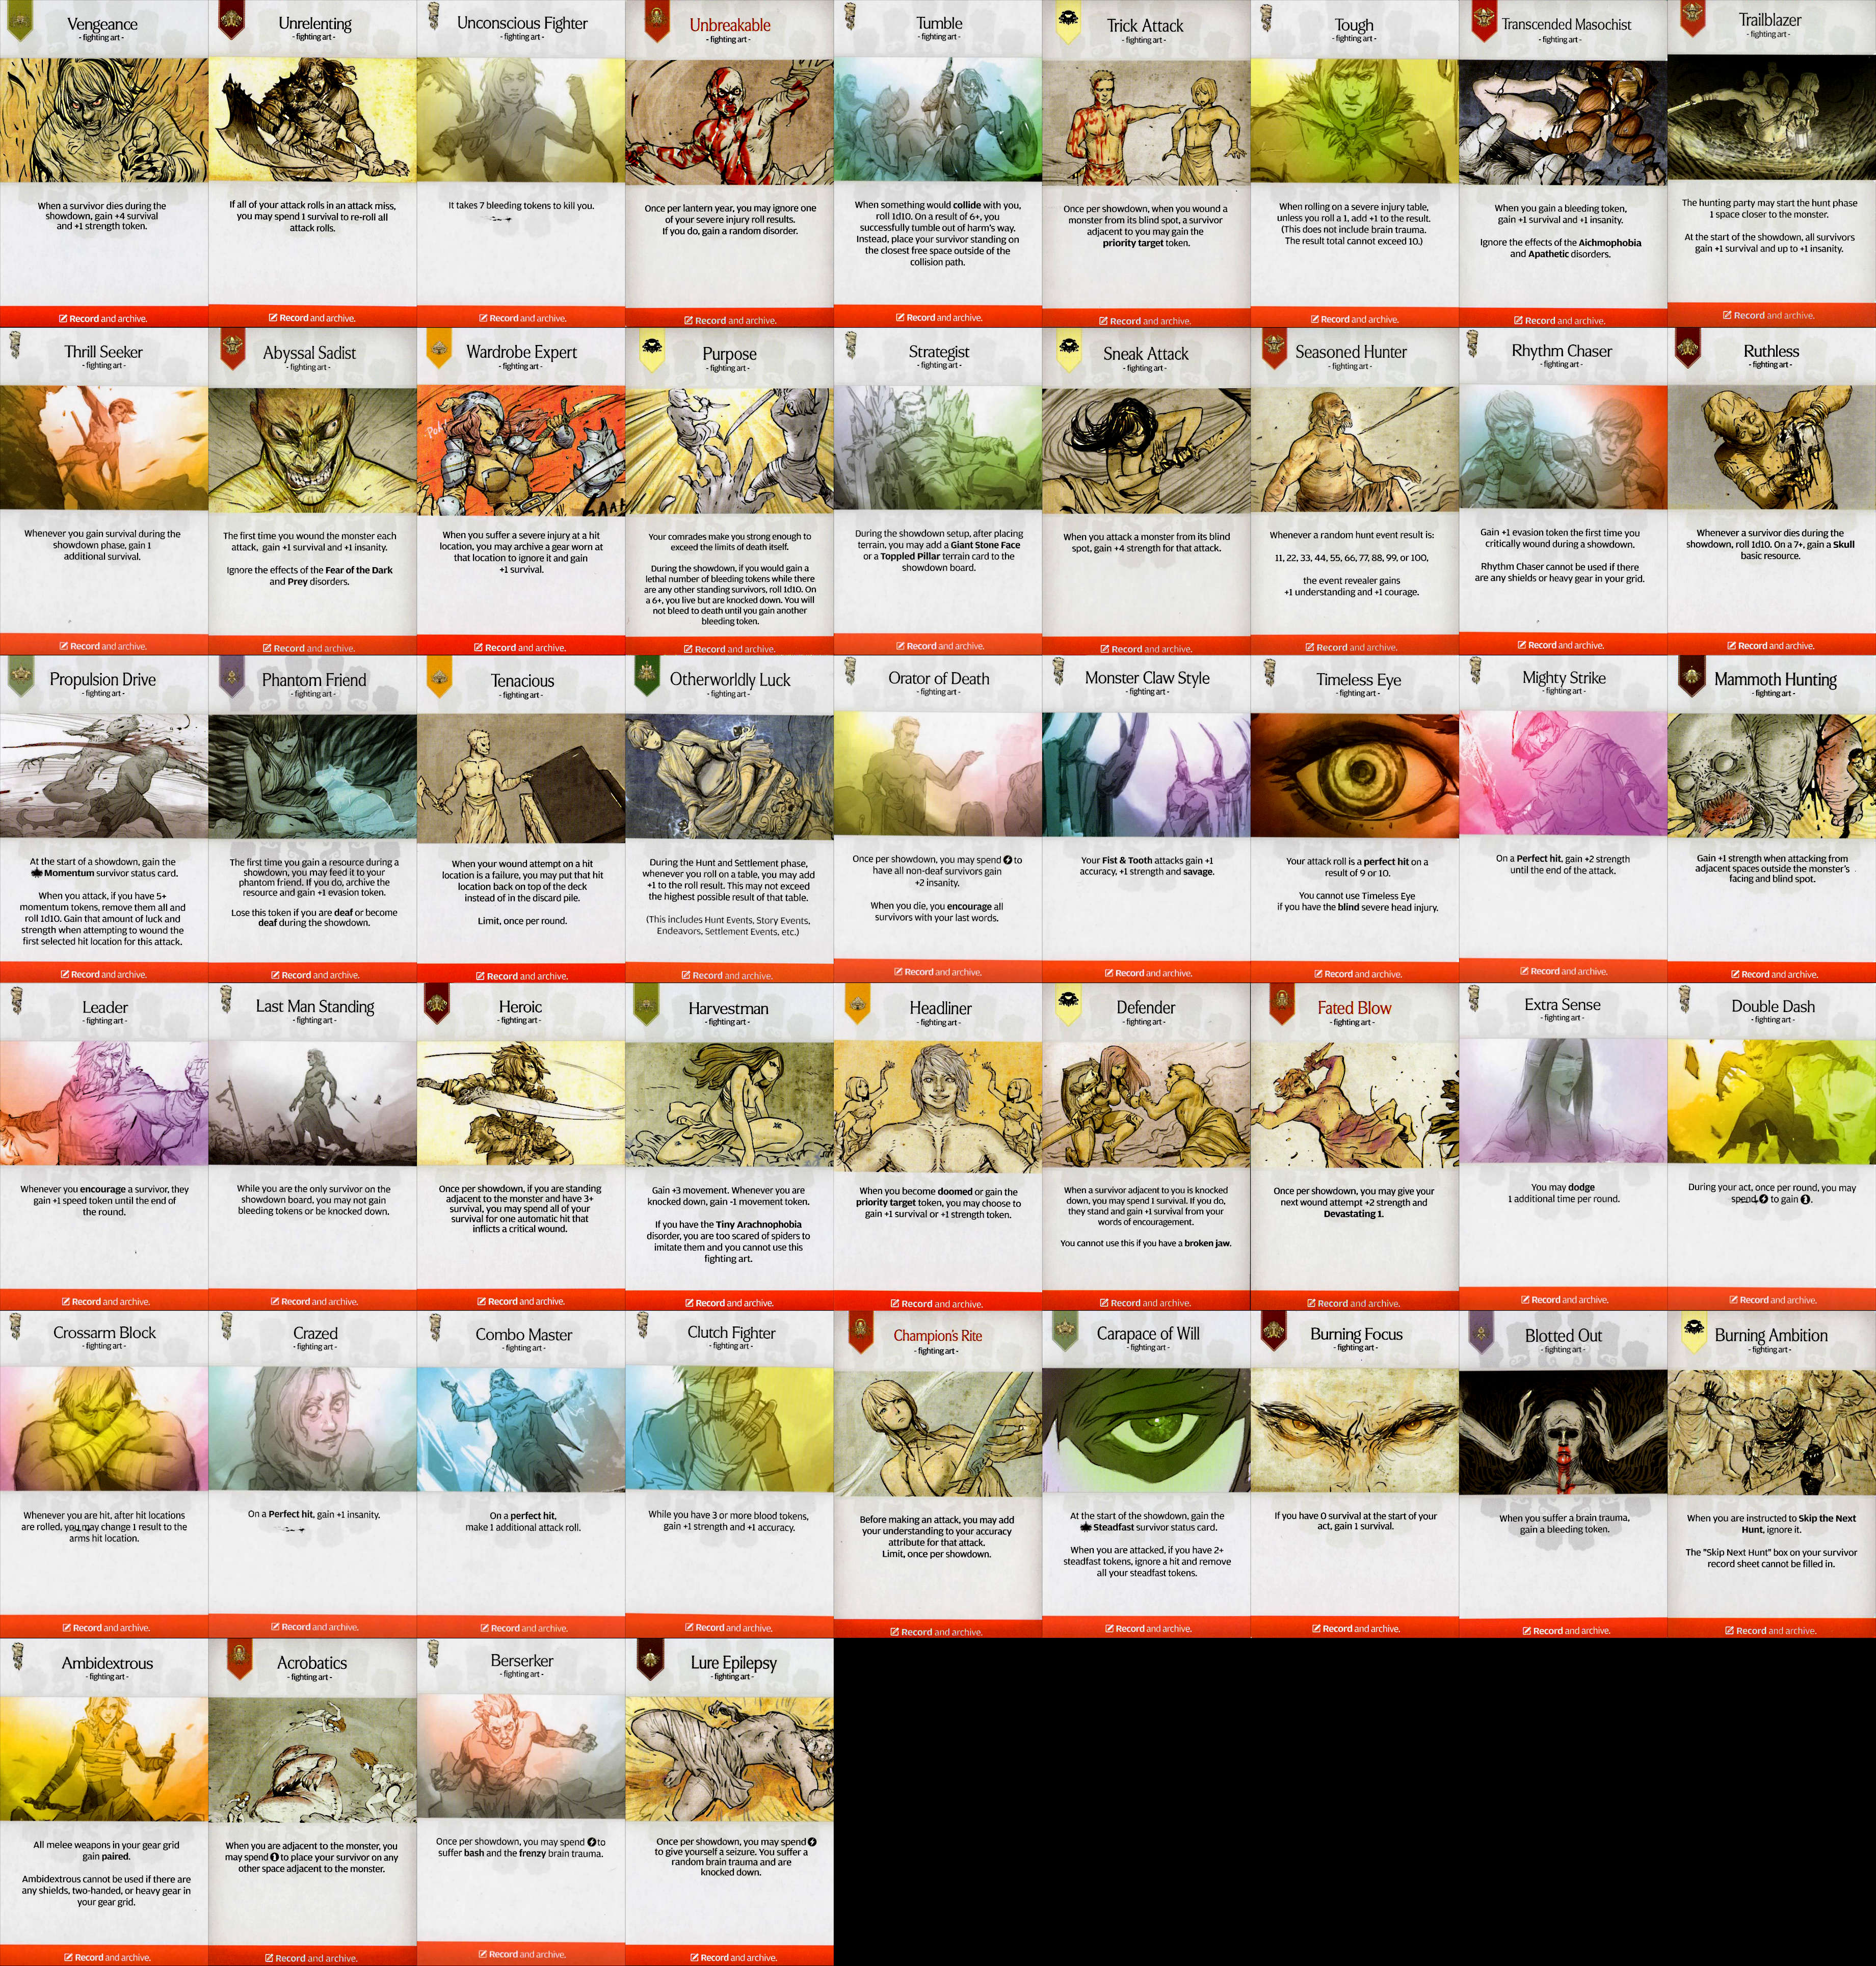 Vengeance
- fighting art -
When a survivor dies during the
showdown, gain +4 survival
and +1 strength token.
Record and archive.
Unrelenting
- fighting art -
If all of your attack rolls in an attack miss,
you may spend 1 survival to re-roll all
attack rolls.
Record and archive.
Unconscious Fighter
- fighting art -
It takes 7 bleeding tokens to kill you.
Record and archive.
Unbreakable
- fighting art -
Once per lantern year, you may ignore one
of your severe injury roll results.
If you do, gain a random disorder.
Record and archive.
Tumble
- fighting art -
When something would collide with you,
roll 1d10. On a result of 6+, you
successfully tumble out of harm's way.
Instead, place your survivor standing on
the closest free space outside of the
collision path.
Record and archive.
Trick Attack
- fighting art -
Once per showdown, when you wound a
monster from its blind spot, a survivor
adjacent to you may gain the
priority target token.
Record and archive.
Tough
- fighting art -
When rolling on a severe injury table,
unless you roll a 1, add +1 to the result.
(This does not include brain trauma.
The result total cannot exceed 10.)
Record and archive.
Transcended Masochist
- fighting art -
When you gain a bleeding token,
gain +1 survival and +1 insanity.
Ignore the effects of the Aichmophobia
and Apathetic disorders.
Record and archive.
Trailblazer
- fighting art -
The hunting party may start the hunt phase
1 space closer to the monster.
At the start of the showdown, all survivors
gain +1 survival and up to +1 insanity.
Record and archive.
Thrill Seeker
- fighting art -
Whenever you gain survival during the
showdown phase, gain 1
additional survival.
Record and archive.
Abyssal Sadist
- fighting art -
The first time you wound the monster each
attack, gain +1 survival and +1 insanity.
Ignore the effects of the Fear of the Dark
and Prey disorders.
Record and archive.
Wardrobe Expert
- fighting art -
When you suffer a severe injury at a hit
location, you may archive a gear worn at
that location to ignore it and gain
+1 survival.
Record and archive.
Purpose
- fighting art -
Your comrades make you strong enough to
exceed the limits of death itself.
During the showdown, if you would gain a
lethal number of bleeding tokens while there
are any other standing survivors, roll 1d10. On
a 6+, you live but are knocked down. You will
not bleed to death until you gain another
bleeding token.
Record and archive.
Strategist
- fighting art -
During the showdown setup, after placing
terrain, you may add a Giant Stone Face
or a Toppled Pillar terrain card to the
showdown board.
Record and archive.
Sneak Attack
- fighting art -
When you attack a monster from its blind
spot, gain +4 strength for that attack.
Record and archive.
Seasoned Hunter
- fighting art -
Whenever a random hunt event result is:
11, 22, 33, 44, 55, 66, 77, 88, 99, or 100,
the event revealer gains
+1 understanding and +1 courage.
Record and archive.
Rhythm Chaser
- fighting art -
Gain +1 evasion token the first time you
critically wound during a showdown.
Rhythm Chaser cannot be used if there
are any shields or heavy gear in your grid.
Record and archive.
Ruthless
- fighting art -
Whenever a survivor dies during the
showdown, roll 1d10. On a 7+, gain a Skull
basic resource.
Record and archive.
Propulsion Drive
- fighting art -
At the start of a showdown, gain the
Momentum survivor status card.
When you attack, if you have 5+
momentum tokens, remove them all and
roll 1d10. Gain that amount of luck and
strength when attempting to wound the
first selected hit location for this attack.
Record and archive.
Phantom Friend
- fighting art -
The first time you gain a resource during a
showdown, you may feed it to your
phantom friend. If you do, archive the
resource and gain +1 evasion token.
Lose this token if you are deaf or become
deaf during the showdown.
Record and archive.
Tenacious
- fighting art -
When your wound attempt on a hit
location is a failure, you may put that hit
location back on top of the deck
instead of in the discard pile.
Limit, once per round.
Record and archive.
Otherworldly Luck
- fighting art -
During the Hunt and Settlement phase,
whenever you roll on a table, you may add
+1 to the roll result. This may not exceed
the highest possible result of that table.
(This includes Hunt Events, Story Events,
Endeavors, Settlement Events, etc.)
Record and archive.
Orator of Death
- fighting art -
Once per showdown, you may spend to
have all non-deaf survivors gain
+2 insanity.
When you die, you encourage all
survivors with your last words.
Record and archive.
Monster Claw Style
- fighting art -
Your Fist & Tooth attacks gain +1
accuracy, +1 strength and savage.
Record and archive.
Timeless Eye
- fighting art -
Your attack roll is a perfect hit on a
result of 9 or 10.
You cannot use Timeless Eye
if you have the blind severe head injury.
Record and archive.
Mighty Strike
- fighting art -
On a Perfect hit, gain +2 strength
until the end of the attack.
Record and archive.
Mammoth Hunting
- fighting art -
Gain +1 strength when attacking from
adjacent spaces outside the monster's
facing and blind spot.
Record and archive.
Leader
- fighting art -
Whenever you encourage a survivor, they
gain +1 speed token until the end of
the round.
Record and archive.
Last Man Standing
- fighting art -
While you are the only survivor on the
showdown board, you may not gain
bleeding tokens or be knocked down.
Record and archive.
Heroic
- fighting art -
Once per showdown, if you are standing
adjacent to the monster and have 3+
survival, you may spend all of your
survival for one automatic hit that
inflicts a critical wound.
Record and archive.
Harvestman
- fighting art -
Gain +3 movement. Whenever you are
knocked down, gain -1 movement token.
If you have the Tiny Arachnophobia
disorder, you are too scared of spiders to
imitate them and you cannot use this
fighting art.
Record and archive.
Headliner
- fighting art -
When you become doomed or gain the
priority target token, you may choose to
gain +1 survival or +1 strength token.
Record and archive.
Defender
- fighting art -
When a survivor adjacent to you is knocked
down, you may spend 1 survival. If you do,
they stand and gain +1 survival from your
words of encouragement.
You cannot use this if you have a broken jaw.
Record and archive.
Fated Blow
- fighting art -
Once per showdown, you may give your
next wound attempt +2 strength and
Devastating 1.
Record and archive.
Extra Sense
- fighting art -
You may dodge
1 additional time per round.
Record and archive.
Double Dash
- fighting art -
During your act, once per round, you may
spend to gain.
Record and archive.
Crossarm Block
- fighting art -
Whenever you are hit, after hit locations
are rolled, you may change 1 result to the
arms hit location.
Record and archive.
Crazed
- fighting art -
On a Perfect hit, gain +1 insanity.
Record and archive.
Combo Master
- fighting art -
On a perfect hit,
make 1 additional attack roll.
Record and archive.
Clutch Fighter
- fighting art -
While you have 3 or more blood tokens,
gain +1 strength and +1 accuracy.
Record and archive.
Champion's Rite
- fighting art -
Before making an attack, you may add
your understanding to your accuracy
attribute for that attack.
Limit, once per showdown.
Record and archive.
Carapace of Will
- fighting art -
At the start of the showdown, gain the
Steadfast survivor status card.
When you are attacked, if you have 2+
steadfast tokens, ignore a hit and remove
all your steadfast tokens.
Record and archive.
Burning Focus
- fighting art -
If you have 0 survival at the start of your
act, gain 1 survival.
Record and archive.
Blotted Out
- fighting art -
When you suffer a brain trauma,
gain a bleeding token.
Record and archive.
Burning Ambition
- fighting art -
When you are instructed to Skip the Next
Hunt, ignore it.
The "Skip Next Hunt" box on your survivor
record sheet cannot be filled in.
Record and archive.
Ambidextrous
- fighting art -
All melee weapons in your gear grid
gain paired.
Ambidextrous cannot be used if there are
any shields, two-handed, or heavy gear in
your gear grid.
Record and archive.
Acrobatics
- fighting art -
When you are adjacent to the monster, you
may spend to place your survivor on any
other space adjacent to the monster.
Record and archive.
Berserker
- fighting art -
Once per showdown, you may spend to
suffer bash and the frenzy brain trauma.
Record and archive.
Lure Epilepsy
- fighting art -
Once per showdown, you may spend
to give yourself a seizure. You suffer a
random brain trauma and are
knocked down.
Record and archive.